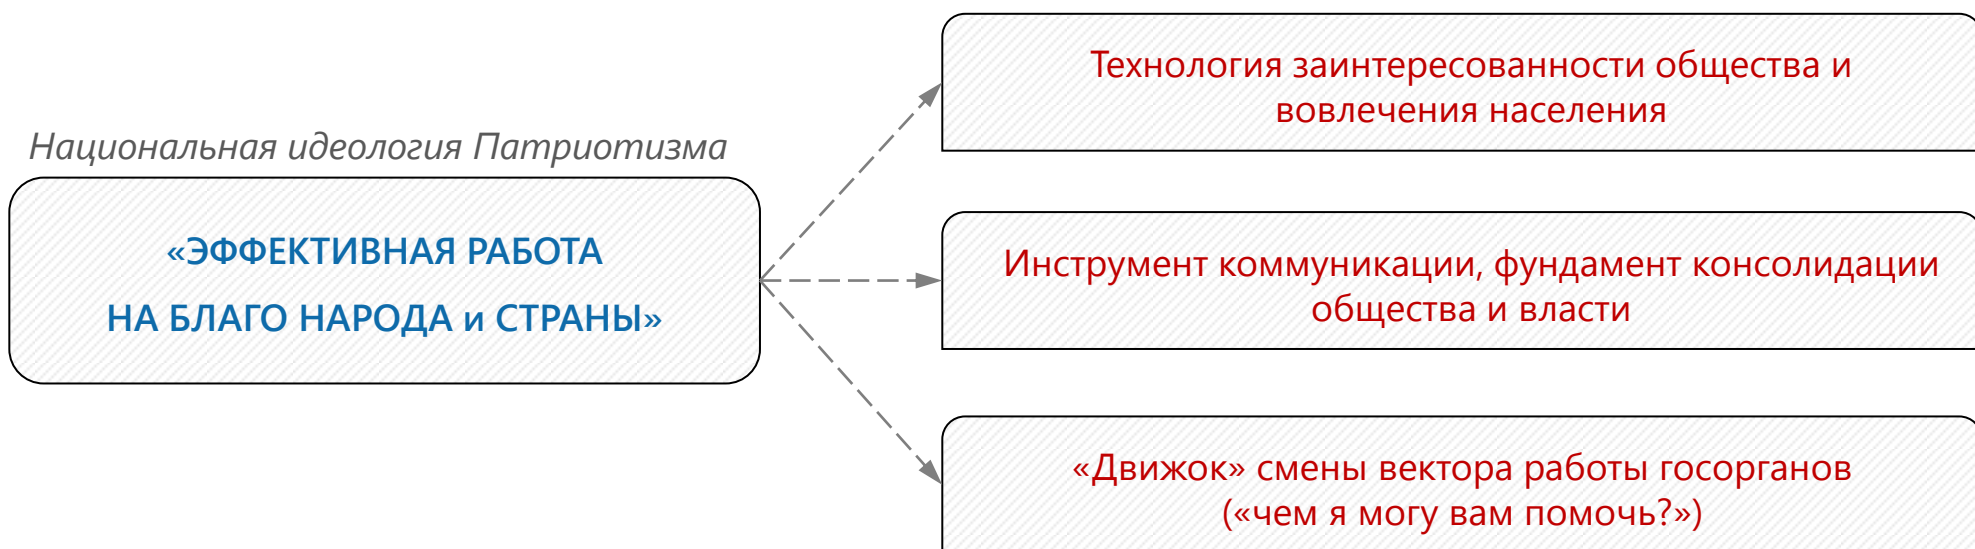 Национальная идеология Патриотизма
«ЭФФЕКТИВНАЯ РАБОТА
НА БЛАГО НАРОДА и СТРАНЫ»
Технология заинтересованности общества и
вовлечения населения
Инструмент коммуникации, фундамент консолидации
общества и власти
«Движок» смены вектора работы госорганов
(«чем я могу вам помочь?»)